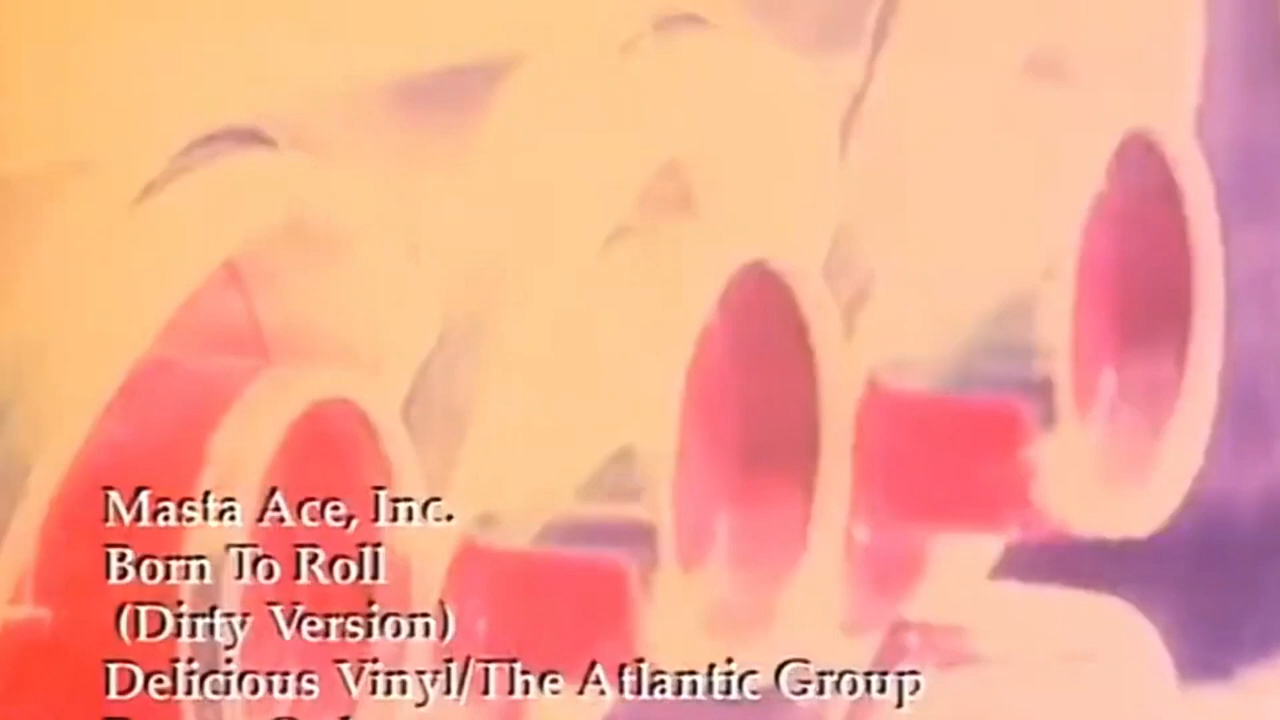 Masta Ace, Inc.
Born To Roll
(Dirty Version)
Delicious Vinyl/The Atlantic Group